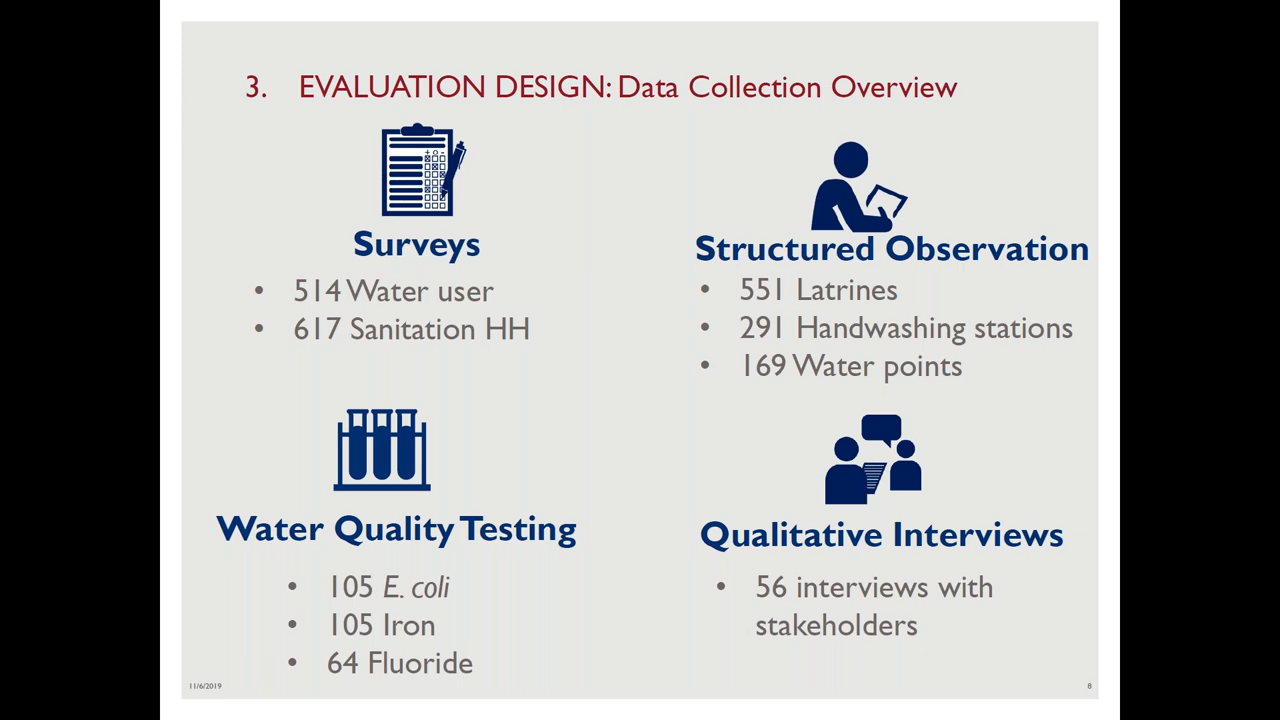 3. EVALUATION DESIGN: Data Collection Overview
Surveys
• 514 Water user
• 617 Sanitation HH
Structured Observation
• 551 Latrines
• 291 Handwashing stations
• 169 Water points
Water Quality Testing
• 105 E. coli
• 105 Iron
• 64 Fluoride
Qualitative Interviews
• 56 interviews with
stakeholders
11/6/2019
8